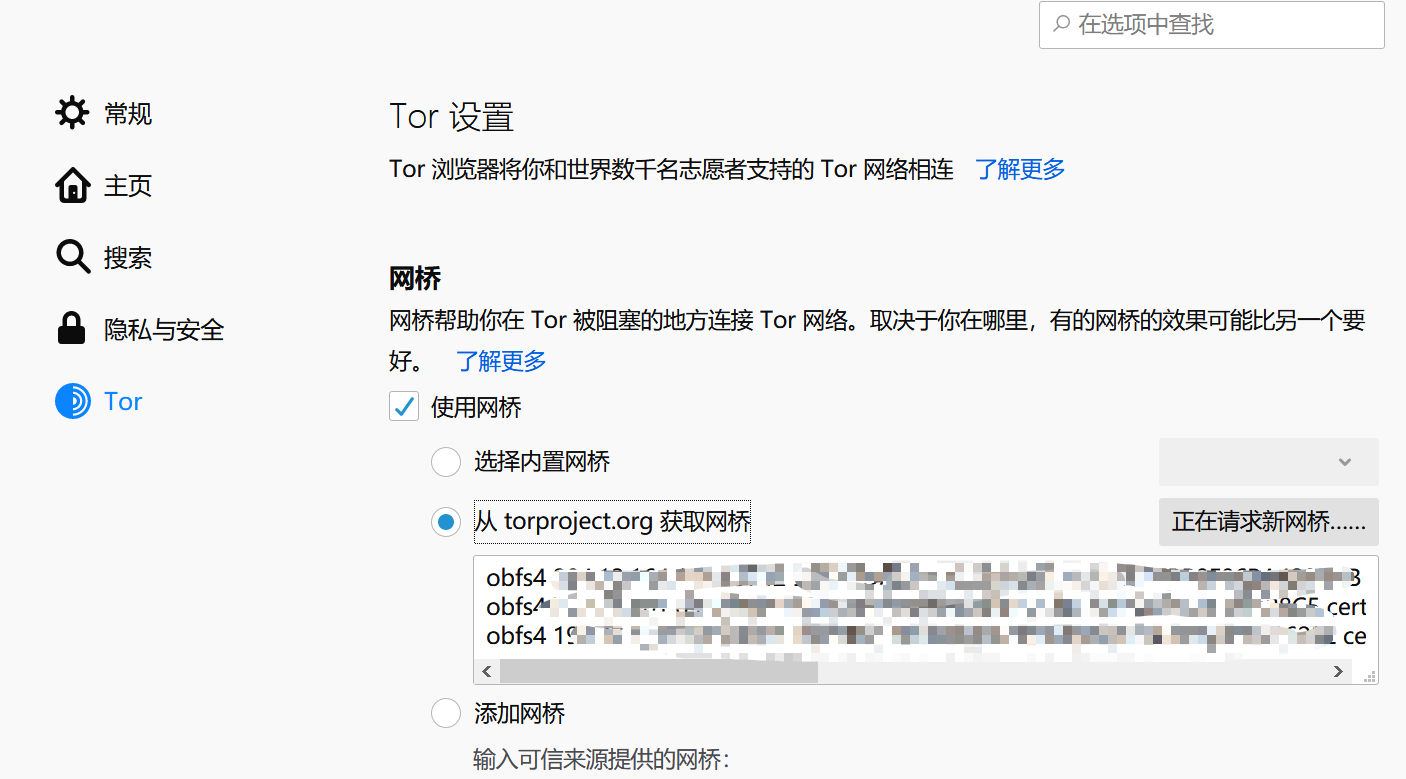 在选项中查找
常规
主页
搜索
隐私与安全
Tor
Tor 设置
Tor 浏览器将你和世界数千名志愿者支持的 Tor 网络相连 了解更多
网桥
网桥帮助你在 Tor 被阻塞的地方连接 Tor 网络。取决于你在哪里，有的网桥的效果可能比另一个要
好。 了解更多
使用网桥
选择内置网桥
从 torproject.org 获取网桥
正在请求新网桥......
obfs4
obfs4 cert
obfs4 ce
添加网桥
输入可信来源提供的网桥：